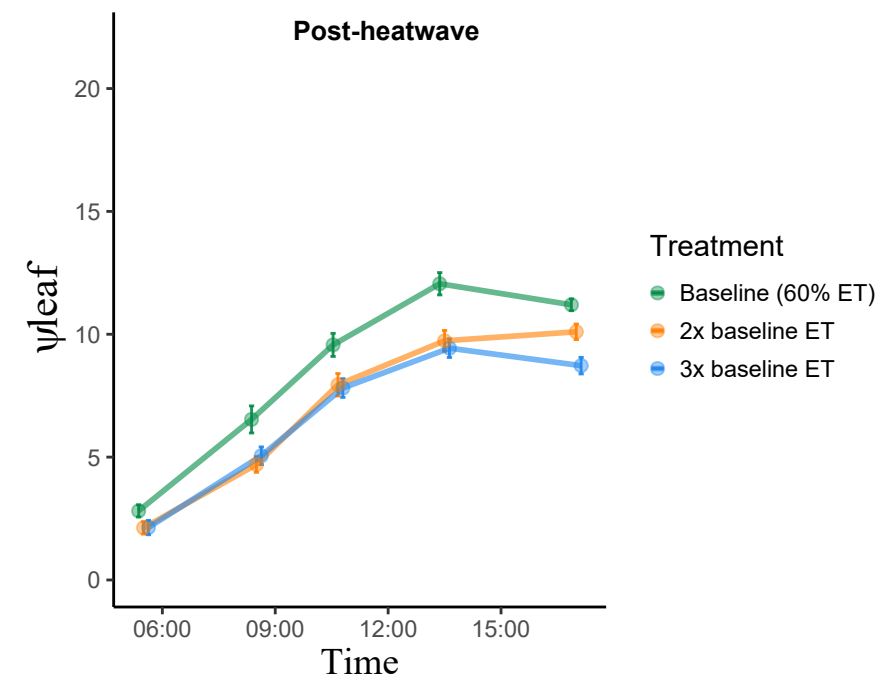 Post-heatwave
20
15
10
5
0
ψleaf
06:00 09:00 12:00 15:00
Time
Treatment
Baseline (60% ET)
2x baseline ET
3x baseline ET